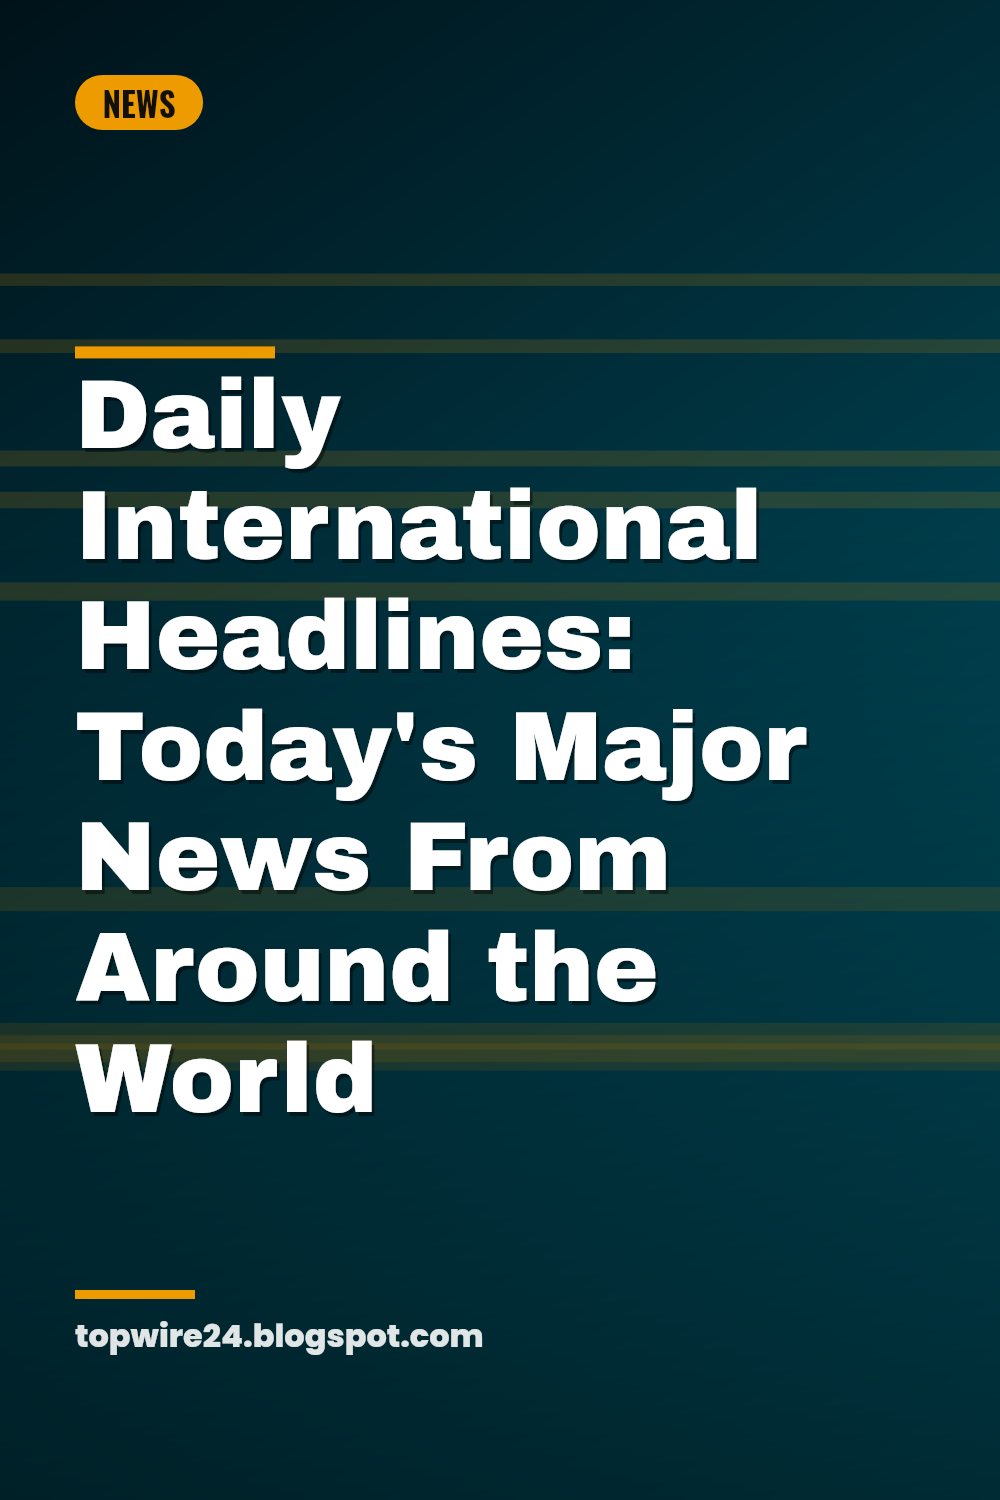 NEWS
Daily
International
Headlines:
Today's Major
News From
Around the
World
topwire24.blogspot.com